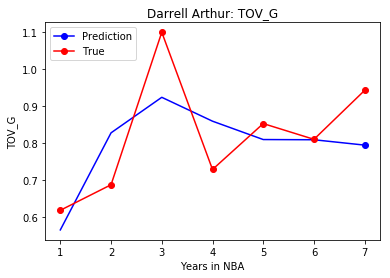 Darrell Arthur: TOV_G
Prediction
True
1.1
1.0
0.9
0.8
0.7
0.6
TOV_G
1 2 3 4 5 6 7
Years in NBA